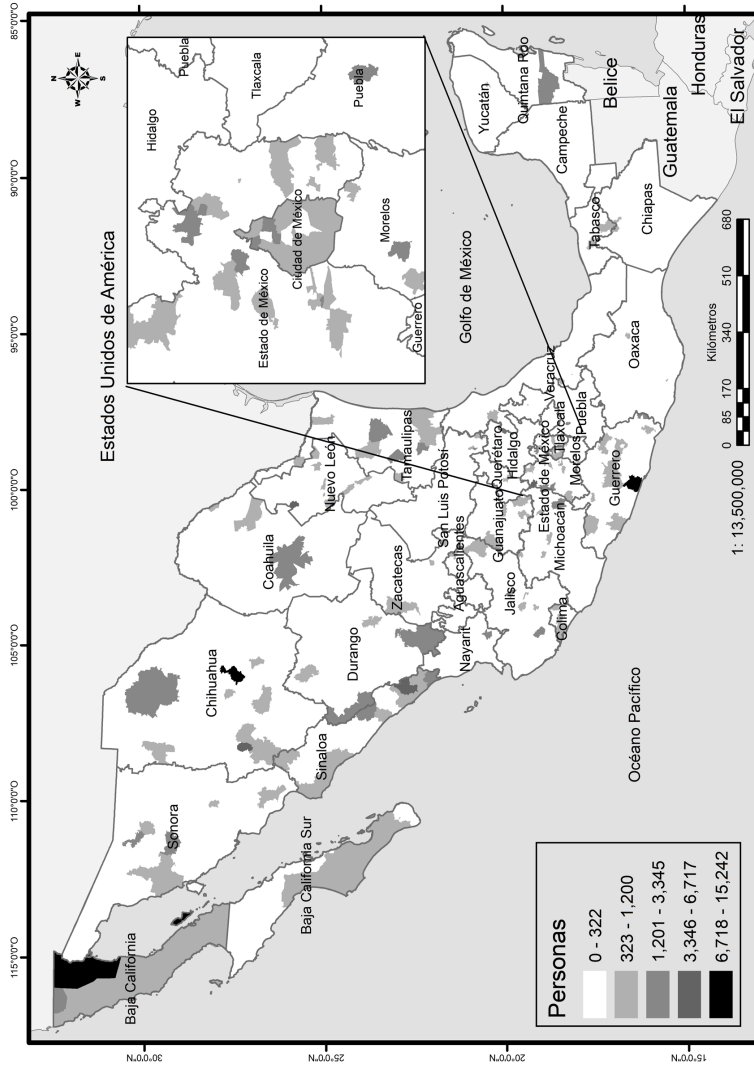 Estados Unidos de América
N
W
E
S
Hidalgo
Puebla
Tlaxcala
Puebla
Estado de México
Ciudad de México
Morelos
Guerrero
Baja California
Sonora
Chihuahua
Coahuila
Nuevo León
Tamaulipas
Baja California Sur
Sinaloa
Durango
Zacatecas
San Luis Potosí
Aguascalientes
Nayarit
Jalisco
Guanajuato
Querétaro
Hidalgo
Colima
Michoacán
Estado de México
Tlaxcala
Morelos
Puebla
Veracruz
Guerrero
Oaxaca
Tabasco
Chiapas
Campeche
Yucatán
Quintana Roo
Belice
Guatemala
Honduras
El Salvador
Golfo de México
Océano Pacífico
Personas
0 - 322
323 - 1,200
1,201 - 3,345
3,346 - 6,717
6,718 - 15,242
1: 13,500,000
Kilómetros
0 85 170 340 510 680
115°0'0"O
110°0'0"O
105°0'0"O
100°0'0"O
95°0'0"O
90°0'0"O
85°0'0"O
30°0'0"N
25°0'0"N
20°0'0"N
15°0'0"N